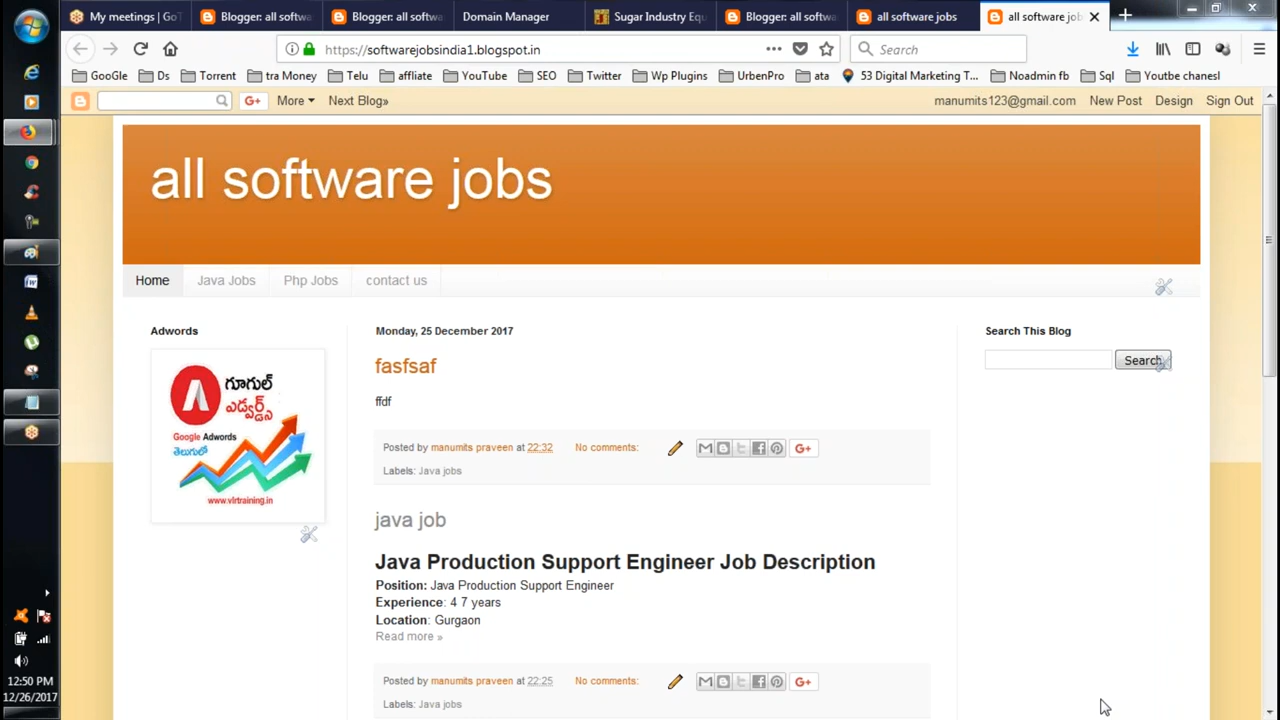 My meetings | GoT
Blogger: all softwa
Blogger: all softwa
Domain Manager
Sugar Industry Equ
Blogger: all softwa
all software jobs
all software job
https://softwarejobsindia1.blogspot.in
Search
GooGle
Ds
Torrent
tra Money
Telu
affliate
YouTube
SEO
Twitter
Wp Plugins
UrbenPro
ata
53 Digital Marketing T...
Noadmin fb
Sql
Youtbe chanesl
G+
More
Next Blog»
manumits123@gmail.com
New Post
Design
Sign Out
all software jobs
Home
Java Jobs
Php Jobs
contact us
Adwords
గూగుల్
ఎడ్వర్డ్స్
Google Adwords
తెలుగులో
www.vlrtraining.in
Monday, 25 December 2017
fasfsaf
ffdf
Posted by manumits praveen at 22:32
No comments:
G+
Labels: Java jobs
java job
Java Production Support Engineer Job Description
Position: Java Production Support Engineer
Experience: 4 7 years
Location: Gurgaon
Read more »
Posted by manumits praveen at 22:25
No comments:
G+
Labels: Java jobs
Search This Blog
Search
12:50 PM
12/26/2017